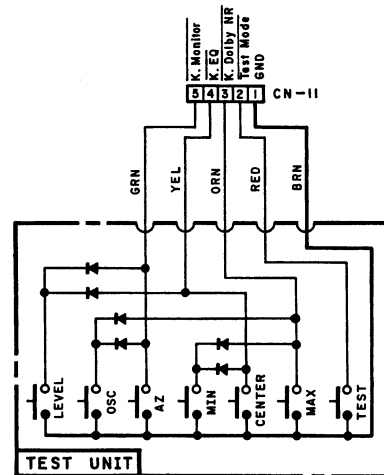 K. Monitor
K. EQ
K. Dolby NR
Test Mode
GND
5 4 3 2 1
CN-11
GRN
YEL
ORN
RED
BRN
LEVEL
OSC
AZ
MIN
CENTER
MAX
TEST
TEST UNIT